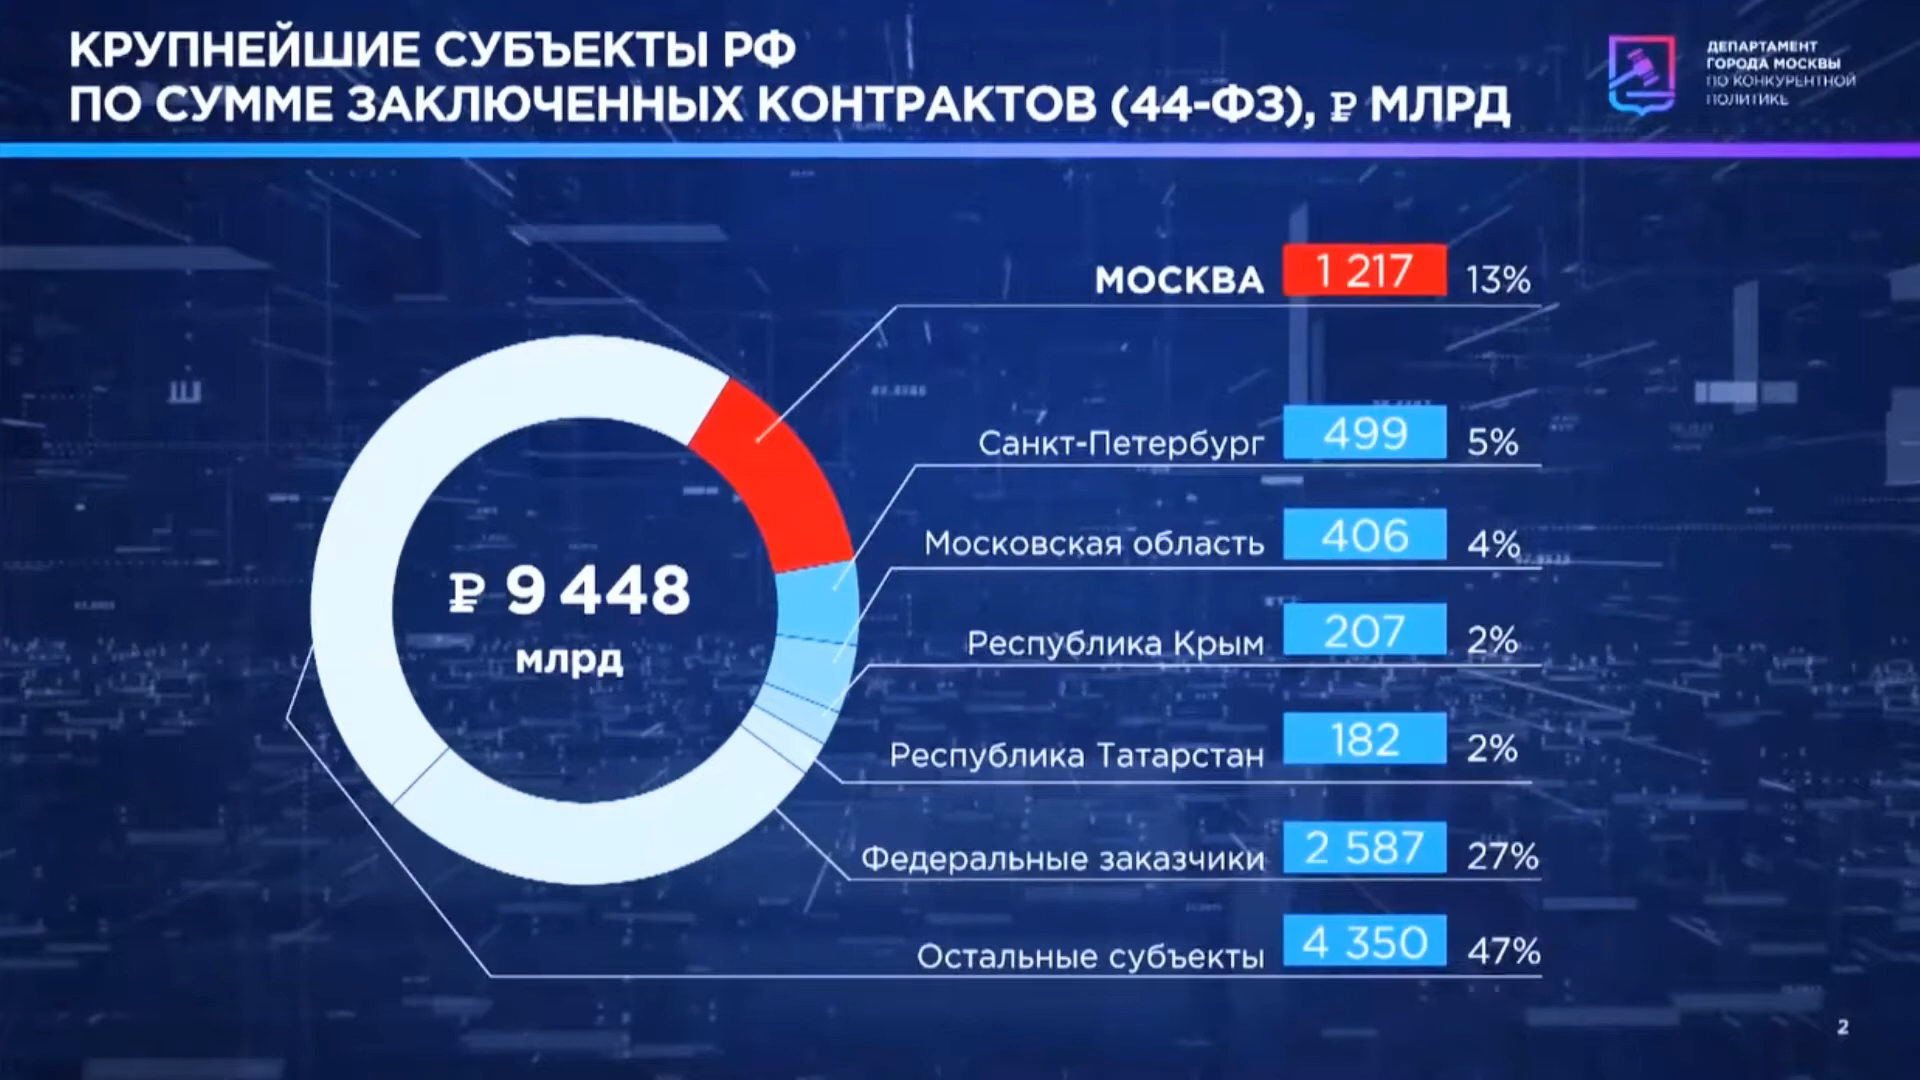 КРУПНЕЙШИЕ СУБЪЕКТЫ РФ
ПО СУММЕ ЗАКЛЮЧЕННЫХ КОНТРАКТОВ (44-ФЗ), ₽ МЛРД
ДЕПАРТАМЕНТ
ГОРОДА МОСКВЫ
ПО КОНКУРЕНТНОЙ
ПОЛИТИКЕ
МОСКВА 1 217 13%
Санкт-Петербург 499 5%
Московская область 406 4%
₽ 9 448
млрд
Республика Крым 207 2%
Республика Татарстан 182 2%
Федеральные заказчики 2 587 27%
Остальные субъекты 4 350 47%
2